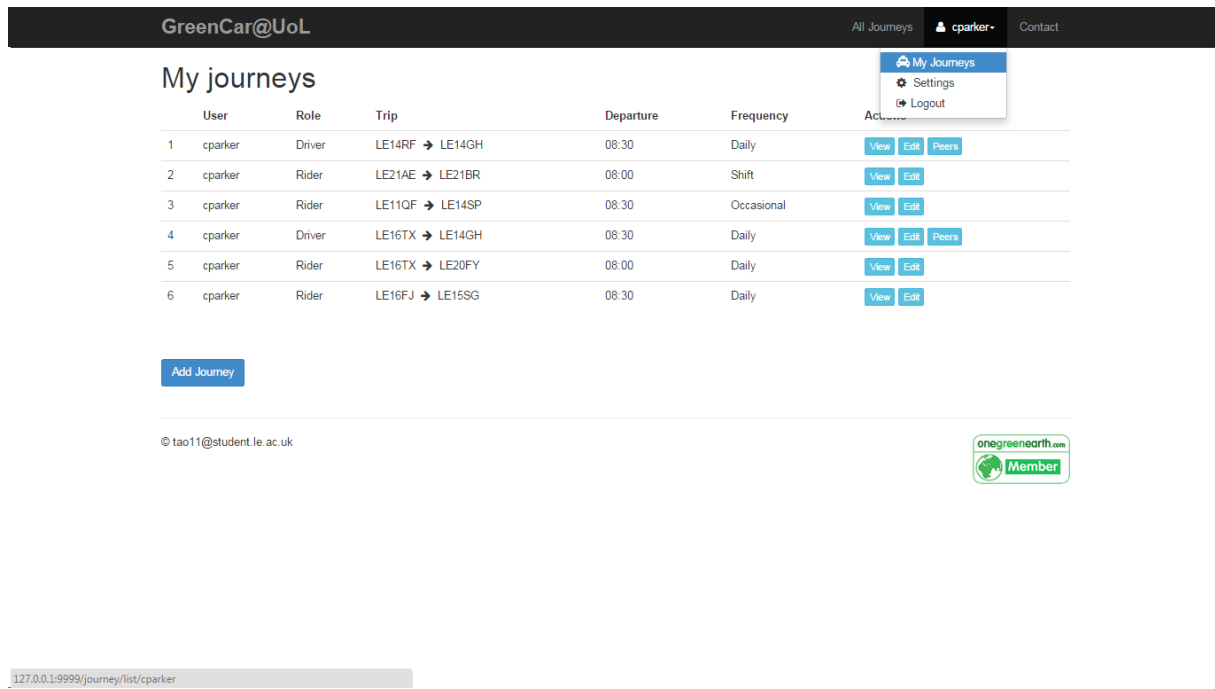 GreenCar@UoL All Journeys cparker Contact
My Journeys
Settings
Logout
My journeys
User Role Trip Departure Frequency
1 cparker Driver LE14RF → LE14GH 08:30 Daily View Edit Peers
2 cparker Rider LE21AE → LE21BR 08:00 Shift View Edit
3 cparker Rider LE11QF → LE14SP 08:30 Occasional View Edit
4 cparker Driver LE16TX → LE14GH 08:30 Daily View Edit Peers
5 cparker Rider LE16TX → LE20FY 08:00 Daily View Edit
6 cparker Rider LE16FJ → LE15SG 08:30 Daily View Edit
Add Journey
© tao11@student.le.ac.uk
onegreenearth.com
Member
127.0.0.1:9999/journey/list/cparker